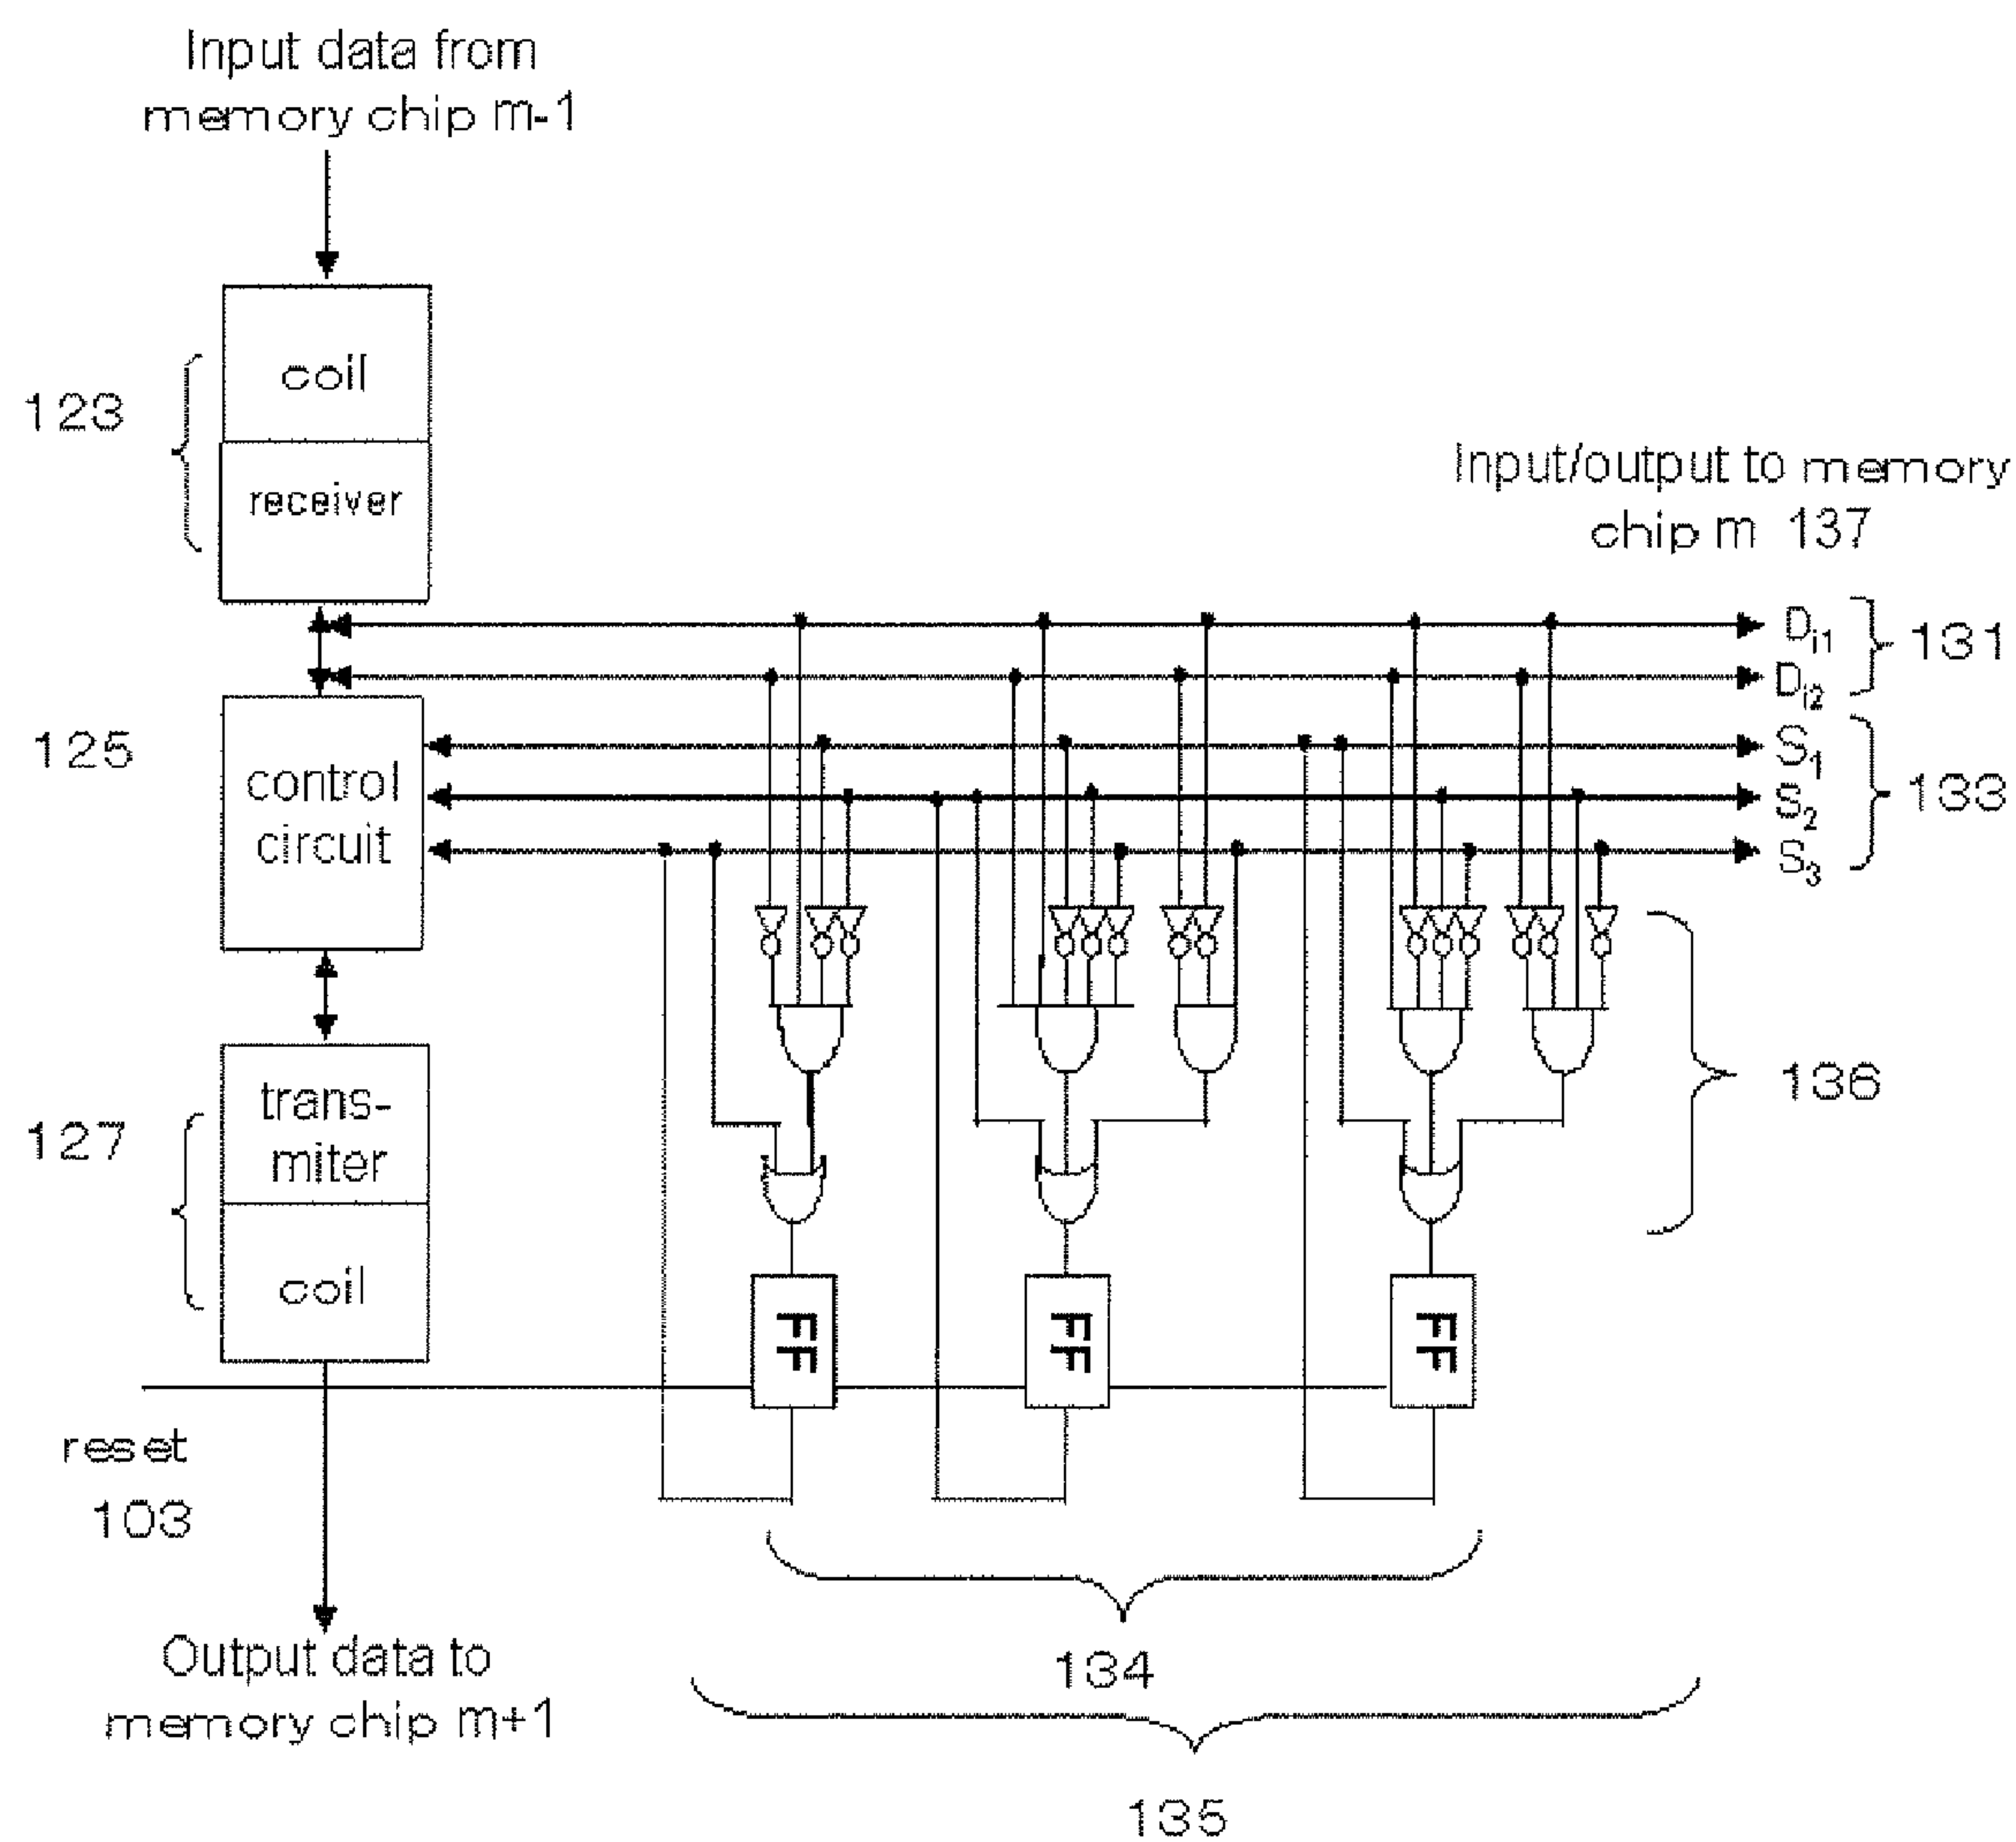 Input data from
memory chip m-1
coil
123
receiver
Input/output to memory
chip m 137
Di1
131
Di2
125
S1
control
S2
133
circuit
S3
trans-
136
127
miter
coil
FF
FF
FF
reset
103
Output data to
134
memory chip m+1
135